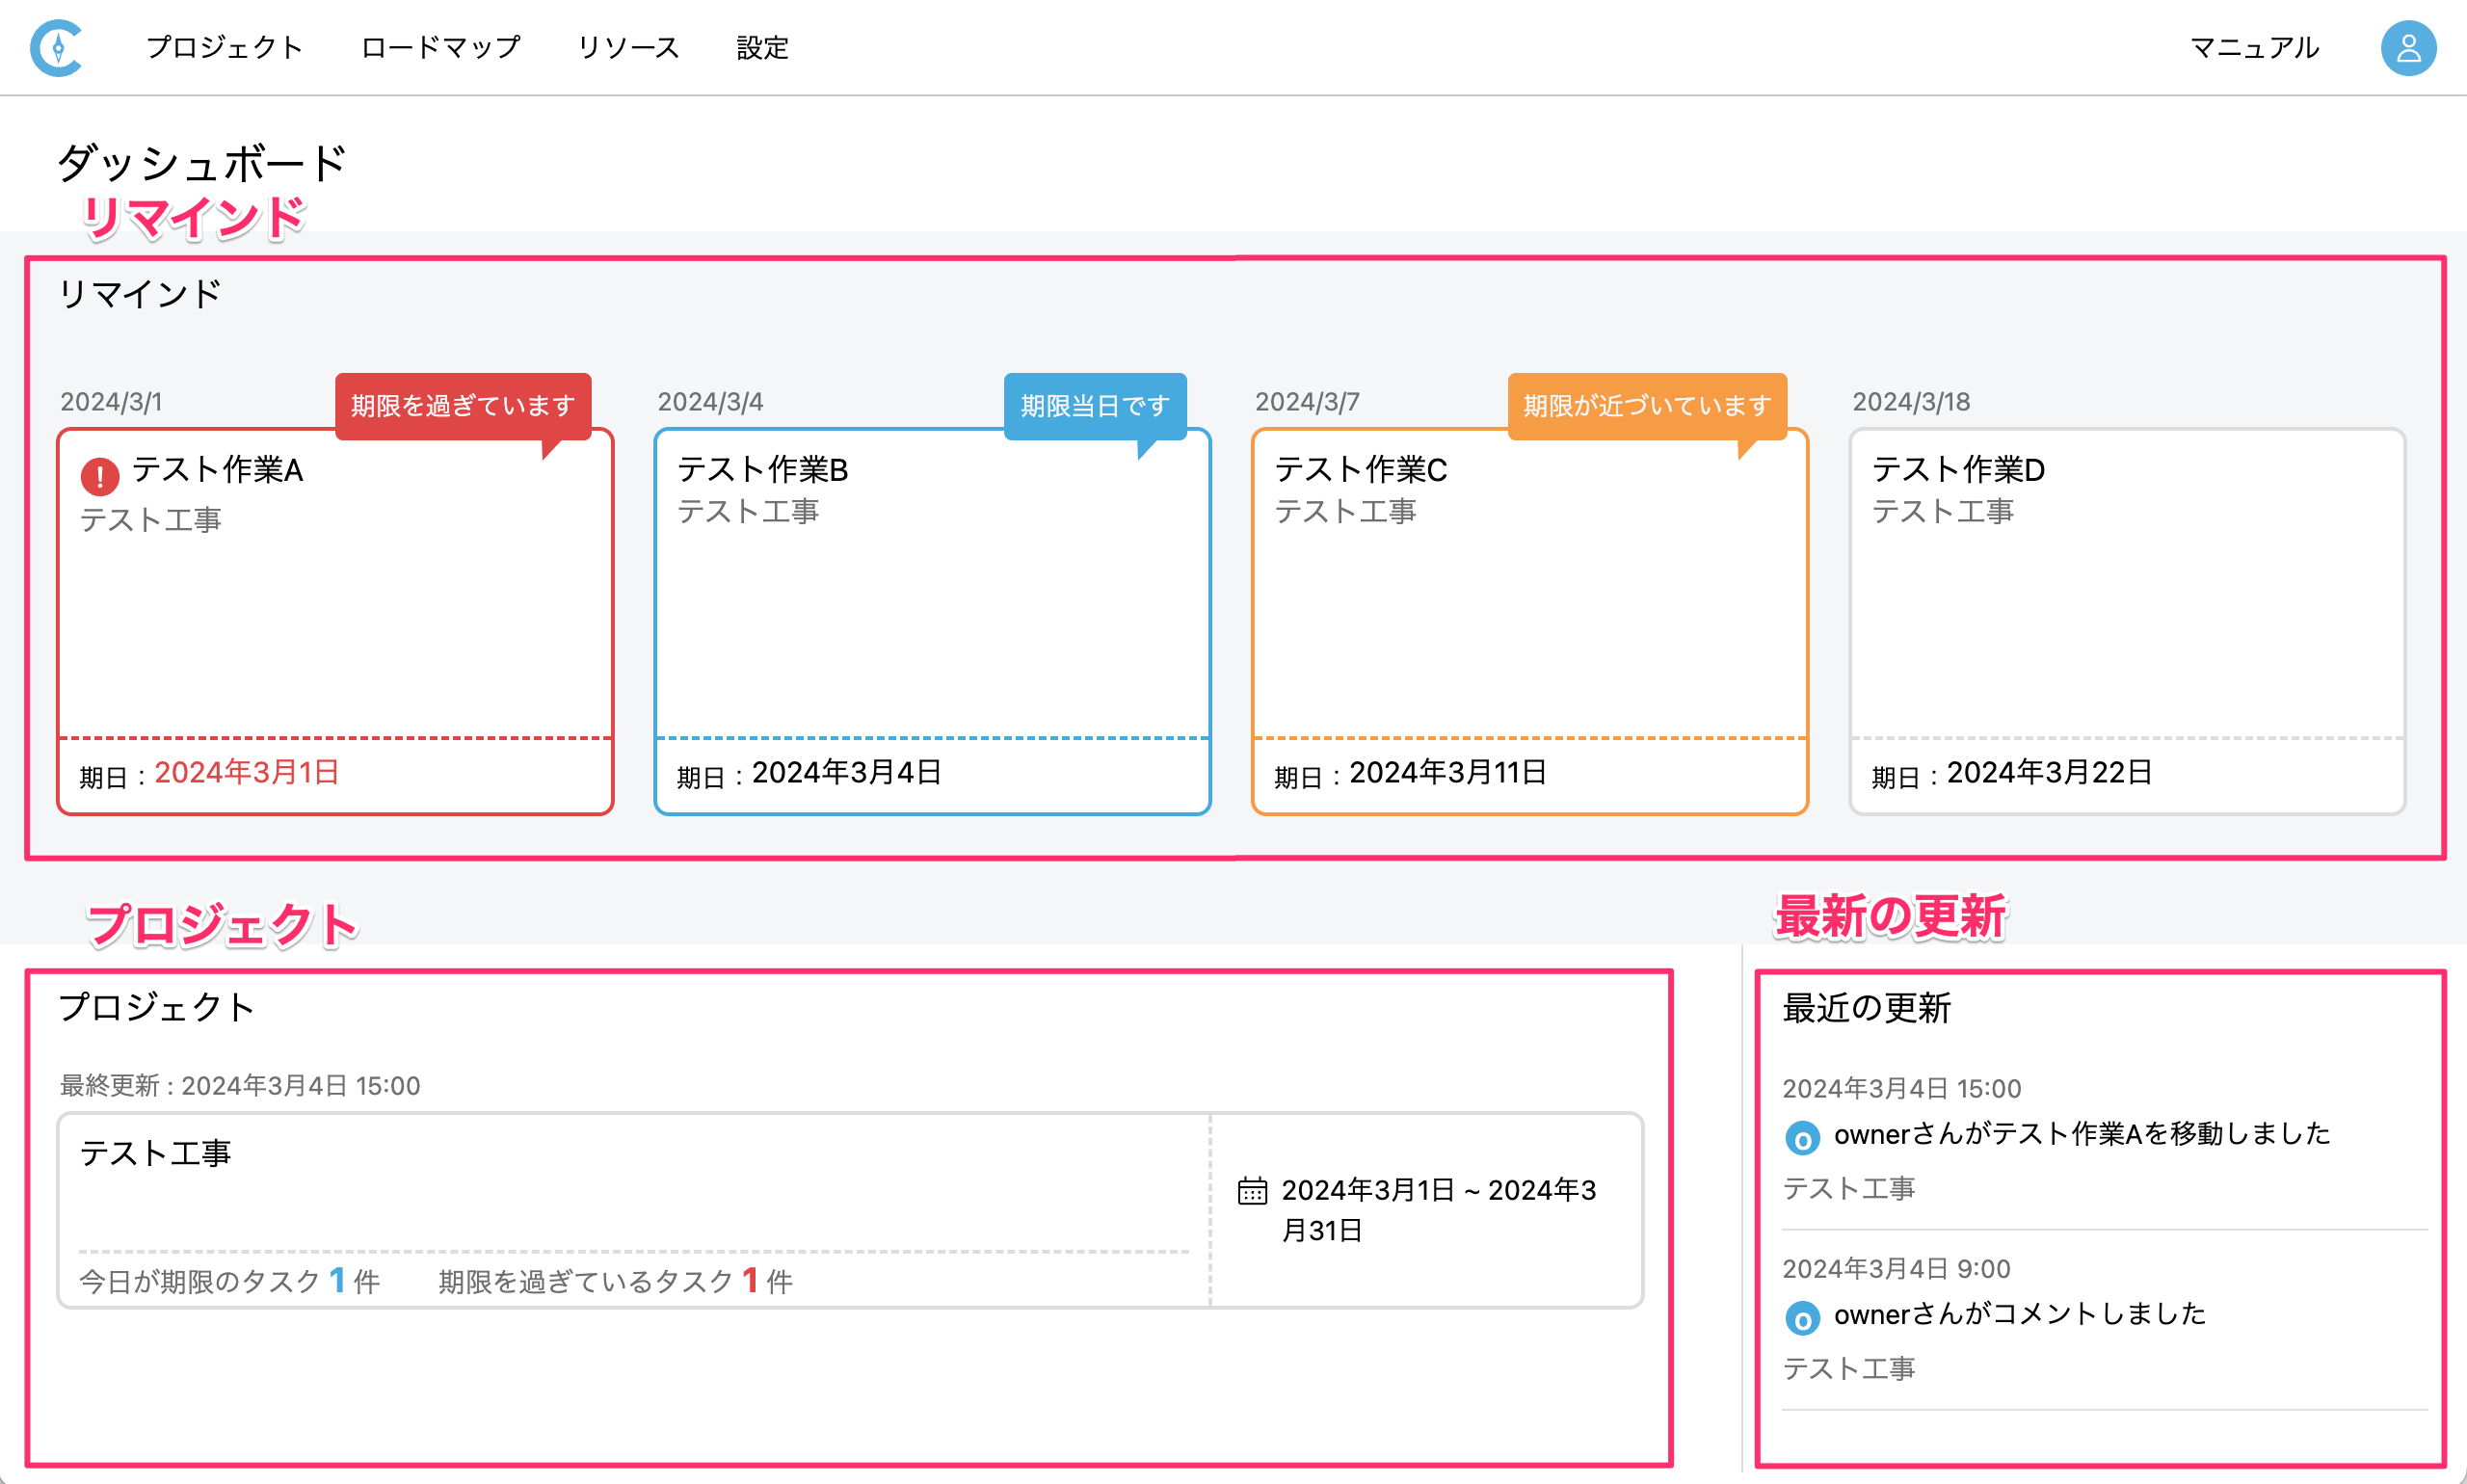 プロジェクト ロードマップ リソース 設定 マニュアル
ダッシュボード
リマインド
リマインド
2024/3/1
期限を過ぎています
テスト作業A
テスト工事
期日 : 2024年3月1日
2024/3/4
期限当日です
テスト作業B
テスト工事
期日 : 2024年3月4日
2024/3/7
期限が近づいています
テスト作業C
テスト工事
期日 : 2024年3月11日
2024/3/18
テスト作業D
テスト工事
期日 : 2024年3月22日
プロジェクト
プロジェクト
最終更新 : 2024年3月4日 15:00
テスト工事
今日が期限のタスク 1 件 期限を過ぎているタスク 1 件
2024年3月1日 ~ 2024年3
月31日
最新の更新
最近の更新
2024年3月4日 15:00
o ownerさんがテスト作業Aを移動しました
テスト工事
2024年3月4日 9:00
o ownerさんがコメントしました
テスト工事